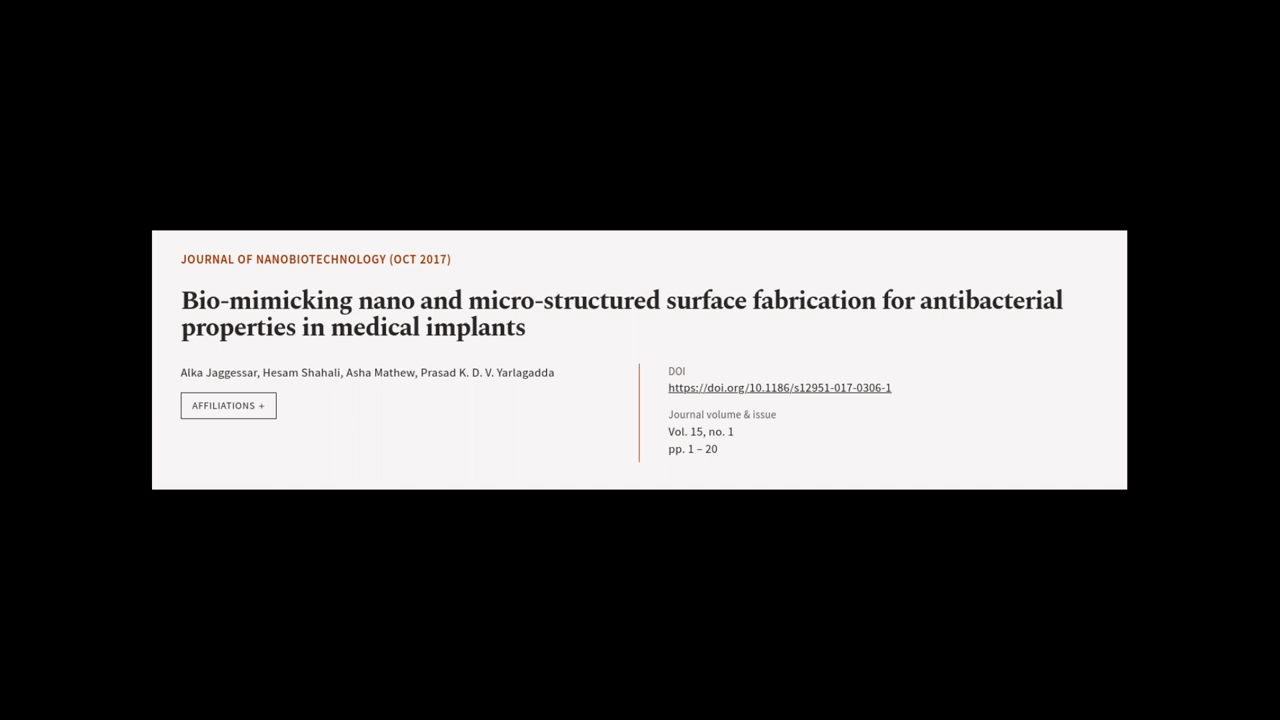 JOURNAL OF NANOBIOTECHNOLOGY (OCT 2017)
Bio-mimicking nano and micro-structured surface fabrication for antibacterial
properties in medical implants
Alka Jaggessar, Hesam Shahali, Asha Mathew, Prasad K. D. V. Yarlagadda
AFFILIATIONS +
DOI
https://doi.org/10.1186/s12951-017-0306-1
Journal volume & issue
Vol. 15, no. 1
pp. 1 – 20